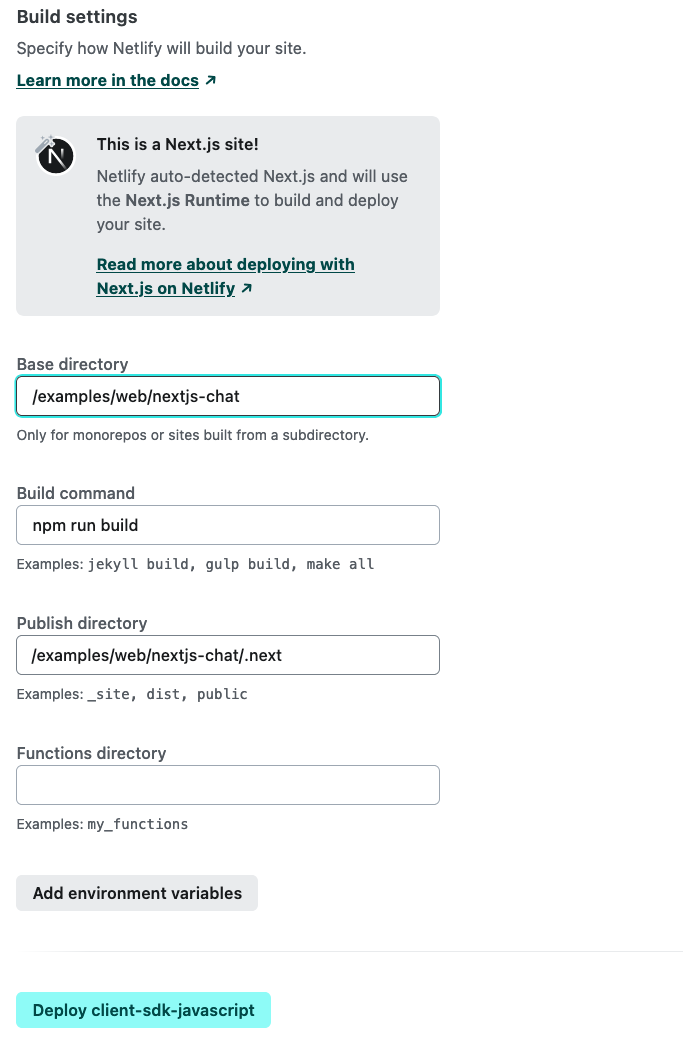 Build settings
Specify how Netlify will build your site.
Learn more in the docs ↗
This is a Next.js site!
Netlify auto-detected Next.js and will use
the Next.js Runtime to build and deploy
your site.
Read more about deploying with
Next.js on Netlify ↗
Base directory
/examples/web/nextjs-chat
Only for monorepos or sites built from a subdirectory.
Build command
npm run build
Examples: jekyll build, gulp build, make all
Publish directory
/examples/web/nextjs-chat/.next
Examples: _site, dist, public
Functions directory
Examples: my_functions
Add environment variables
Deploy client-sdk-javascript